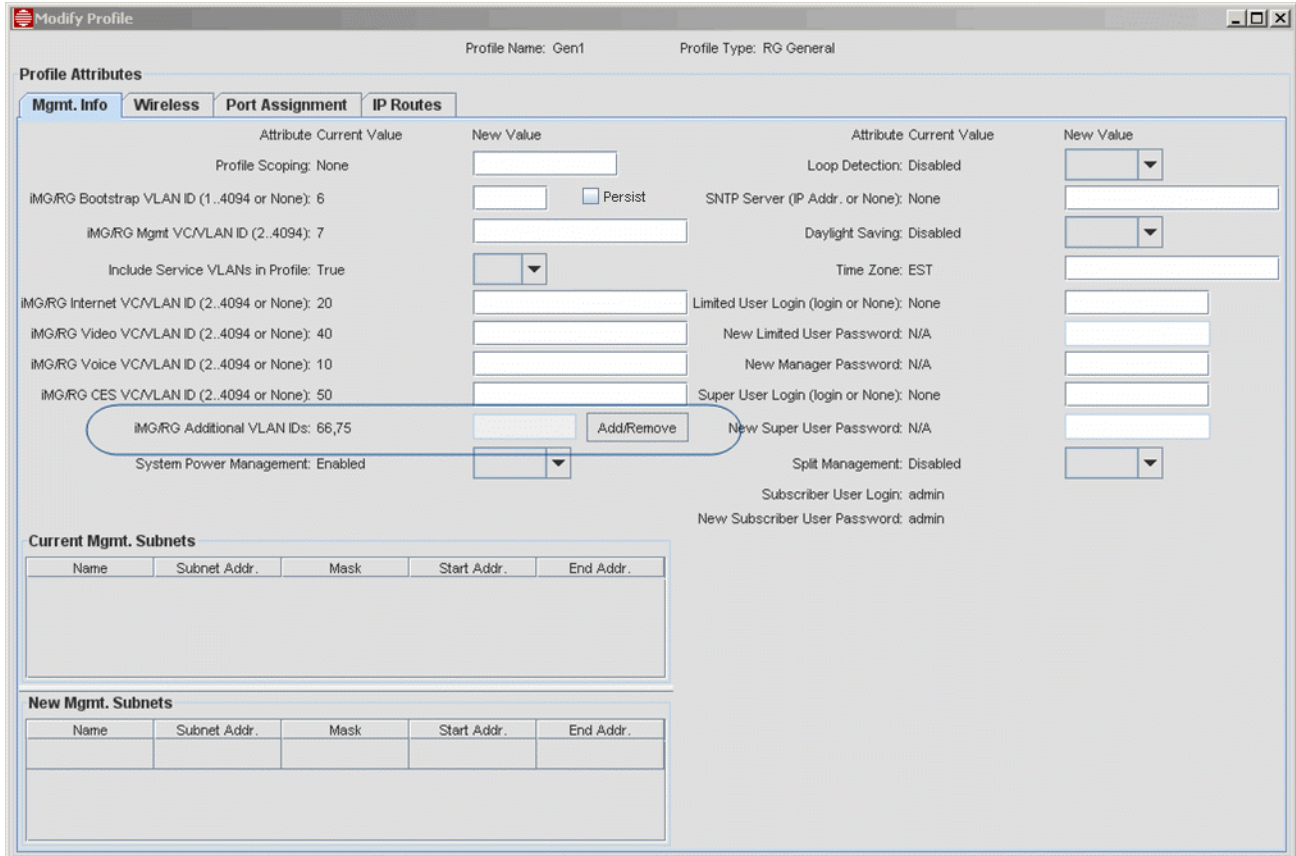 Modify Profile
Profile Name: Gen1 Profile Type: RG General
Profile Attributes
Mgmt. Info Wireless Port Assignment IP Routes
Attribute Current Value New Value Attribute Current Value New Value
Profile Scoping: None Loop Detection: Disabled
iMG/RG Bootstrap VLAN ID (1..4094 or None): 6 Persist SNTP Server (IP Addr. or None): None
iMG/RG Mgmt VC/VLAN ID (2..4094): 7 Daylight Saving: Disabled
Include Service VLANs in Profile: True Time Zone: EST
iMG/RG Internet VC/VLAN ID (2..4094 or None): 20 Limited User Login (login or None): None
iMG/RG Video VC/VLAN ID (2..4094 or None): 40 New Limited User Password: N/A
iMG/RG Voice VC/VLAN ID (2..4094 or None): 10 New Manager Password: N/A
iMG/RG CES VC/VLAN ID (2..4094 or None): 50 Super User Login (login or None): None
iMG/RG Additional VLAN IDs: 66,75 Add/Remove New Super User Password: N/A
System Power Management: Enabled Split Management: Disabled
Subscriber User Login: admin
New Subscriber User Password: admin
Current Mgmt. Subnets
Name Subnet Addr. Mask Start Addr. End Addr.
New Mgmt. Subnets
Name Subnet Addr. Mask Start Addr. End Addr.